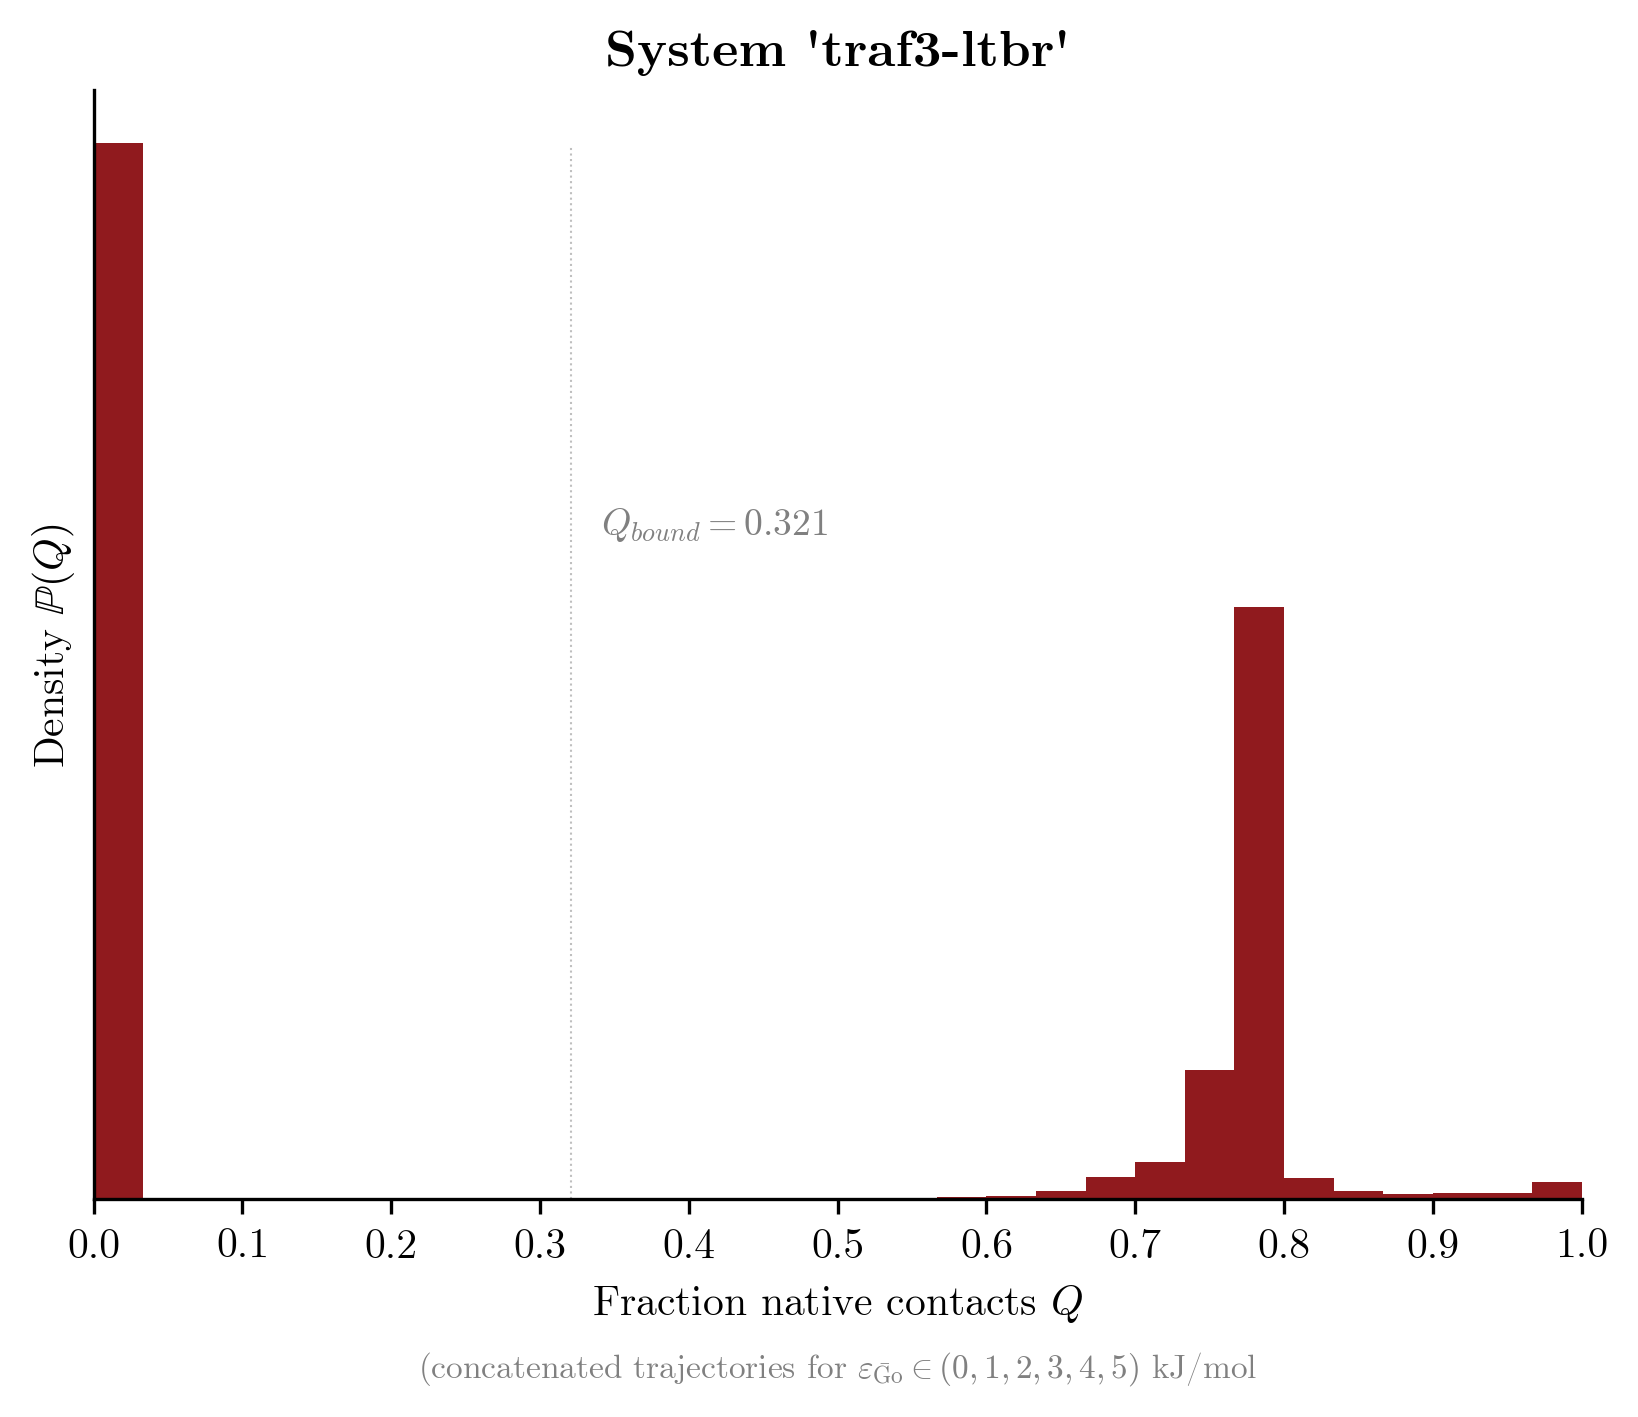 System 'traf3-ltbr'
Density ℙ(Q)
Q_{bound} = 0.321
0.0 0.1 0.2 0.3 0.4 0.5 0.6 0.7 0.8 0.9 1.0
Fraction native contacts Q
(concatenated trajectories for ε_{Ḡo} ∈ (0, 1, 2, 3, 4, 5) kJ/mol